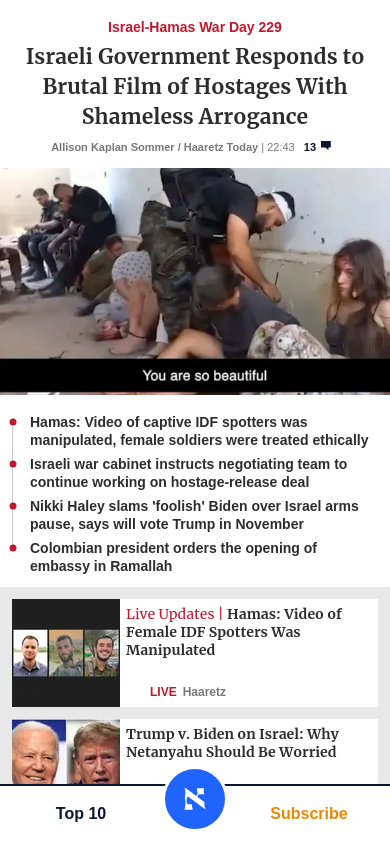 Israel-Hamas War Day 229
Israeli Government Responds to
Brutal Film of Hostages With
Shameless Arrogance
Allison Kaplan Sommer / Haaretz Today | 22:43 13
You are so beautiful
Hamas: Video of captive IDF spotters was
manipulated, female soldiers were treated ethically
Israeli war cabinet instructs negotiating team to
continue working on hostage-release deal
Nikki Haley slams 'foolish' Biden over Israel arms
pause, says will vote Trump in November
Colombian president orders the opening of
embassy in Ramallah
Live Updates | Hamas: Video of
Female IDF Spotters Was
Manipulated
LIVE Haaretz
Trump v. Biden on Israel: Why
Netanyahu Should Be Worried
Top 10
Subscribe